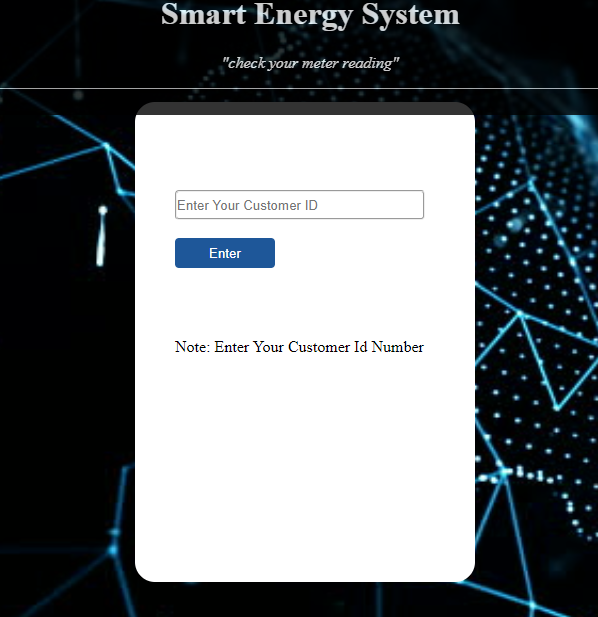 Smart Energy System
"check your meter reading"
Enter Your Customer ID
Enter
Note: Enter Your Customer Id Number